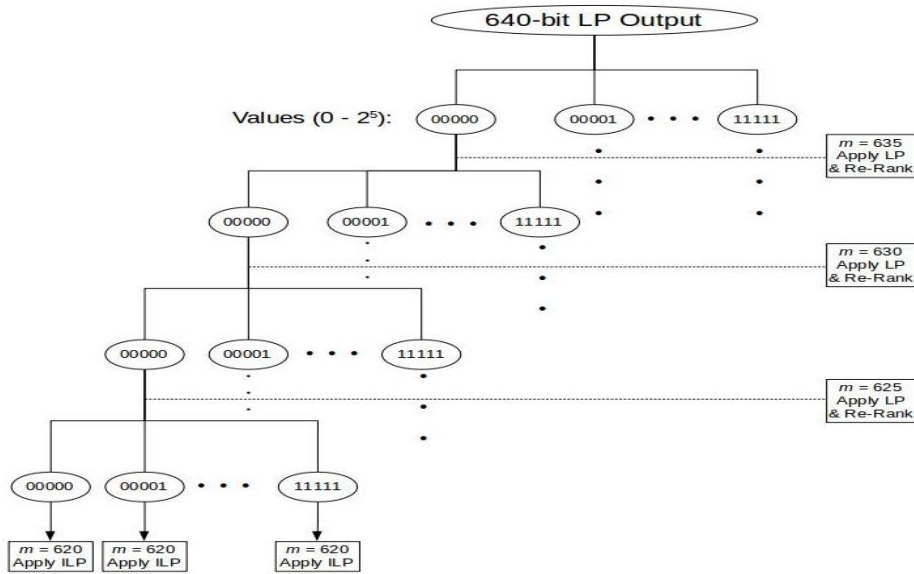 640-bit LP Output
Values (0 - 2⁵):
00000
00001
11111
m = 635
Apply LP
& Re-Rank
00000
00001
11111
m = 630
Apply LP
& Re-Rank
00000
00001
11111
m = 625
Apply LP
& Re-Rank
00000
00001
11111
m = 620
Apply ILP
m = 620
Apply ILP
m = 620
Apply ILP